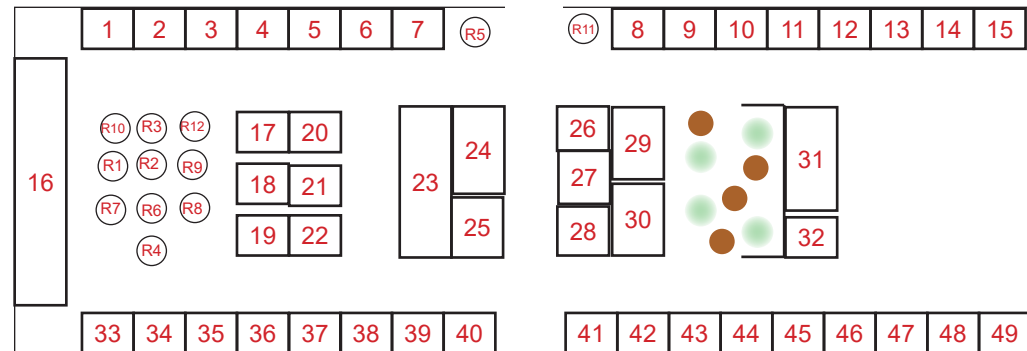 1 2 3 4 5 6 7 R5 R11 8 9 10 11 12 13 14 15
R10 R3 R12 17 20 24 26 29 31
R1 R2 R9 16 18 21 23 27
R7 R6 R8 19 22 25 28 30 32
R4
33 34 35 36 37 38 39 40 41 42 43 44 45 46 47 48 49